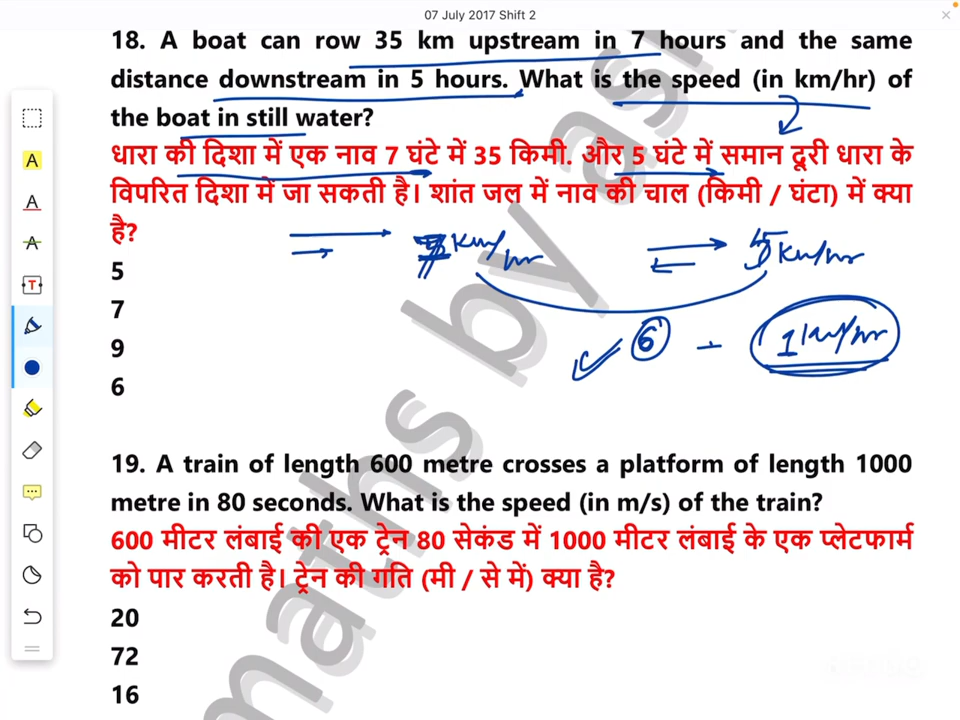 07 July 2017 Shift 2
18. A boat can row 35 km upstream in 7 hours and the same
distance downstream in 5 hours. What is the speed (in km/hr) of
the boat in still water?
धारा की दिशा में एक नाव 7 घंटे में 35 किमी. और 5 घंटे में समान दूरी धारा के
विपरित दिशा में जा सकती है। शांत जल में नाव की चाल (किमी / घंटा) में क्या
है?
7 km/hr 5 km/hr
5
7
6 1 km/hr
9
6
19. A train of length 600 metre crosses a platform of length 1000
metre in 80 seconds. What is the speed (in m/s) of the train?
600 मीटर लंबाई की एक ट्रेन 80 सेकंड में 1000 मीटर लंबाई के एक प्लेटफार्म
को पार करती है। ट्रेन की गति (मी / से में) क्या है?
20
72
16
maths by